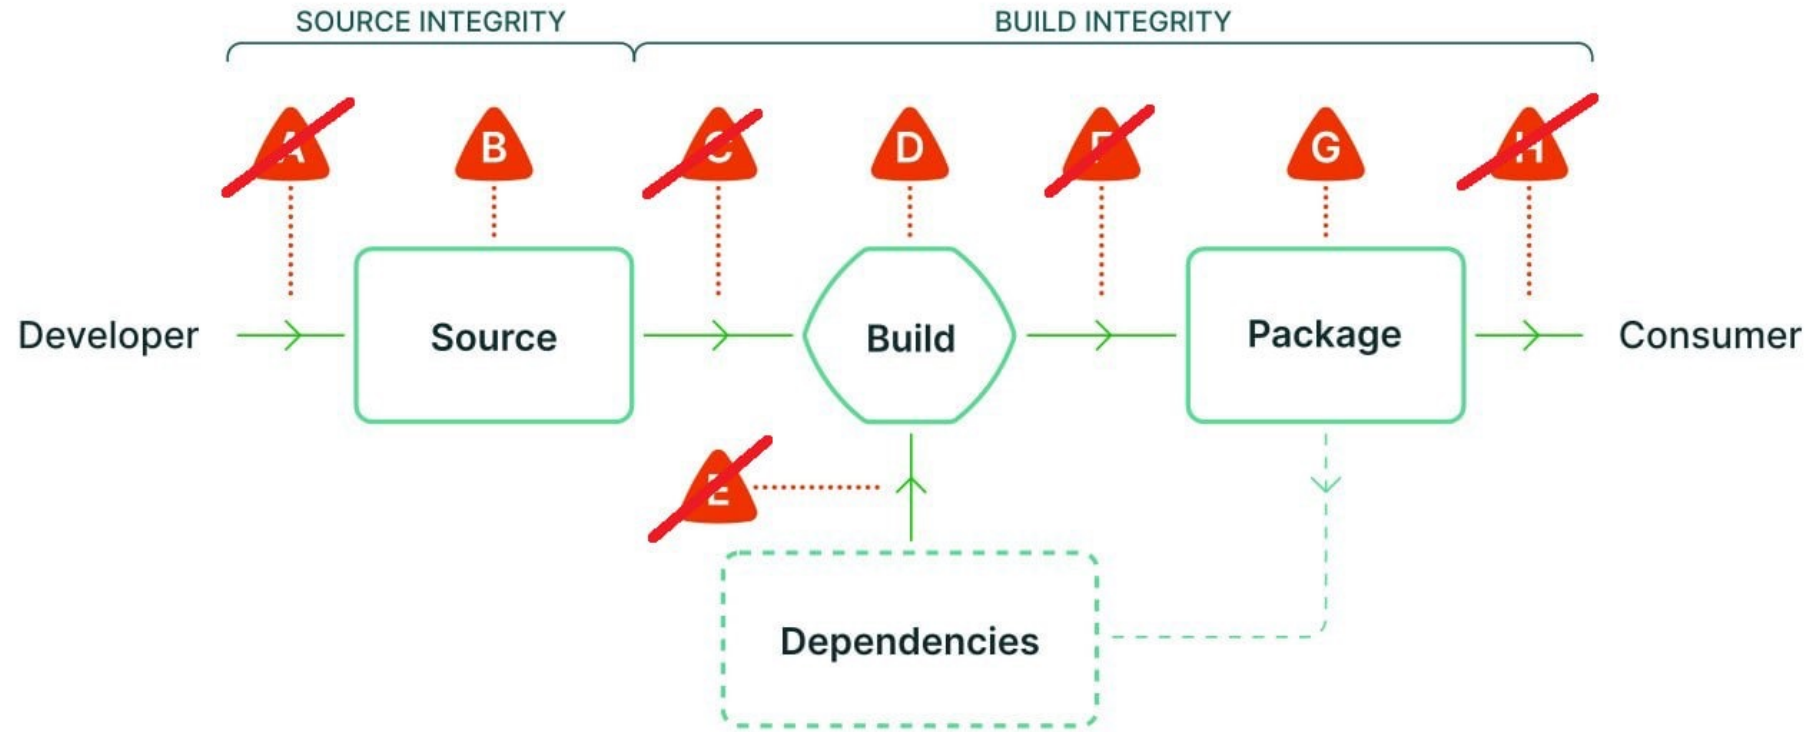 SOURCE INTEGRITY
BUILD INTEGRITY
A
B
C
D
F
G
H
Developer
Source
Build
Package
Consumer
E
Dependencies